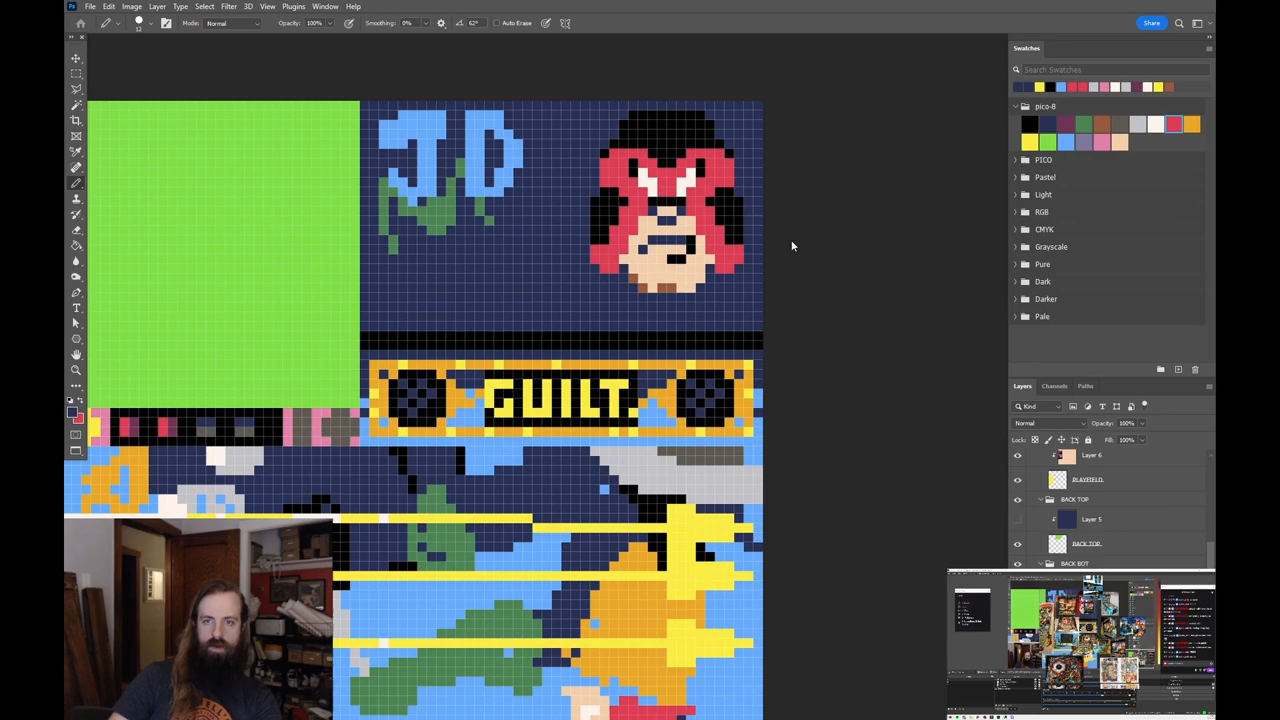 Ps File Edit Image Layer Type Select Filter 3D View Plugins Window Help
12 Mode: Normal Opacity: 100% Smoothing: 0% 62° Auto Erase Share
Swatches
Search Swatches
pico-8
PICO
Pastel
Light
RGB
CMYK
Grayscale
Pure
Dark
Darker
Pale
JD
GUILT.
Layers Channels Paths
Kind
Normal Opacity: 100%
Lock: Fill: 100%
Layer 6
PLAYFIELD
BACK TOP
Layer 5
BACK TOP
BACK BOT